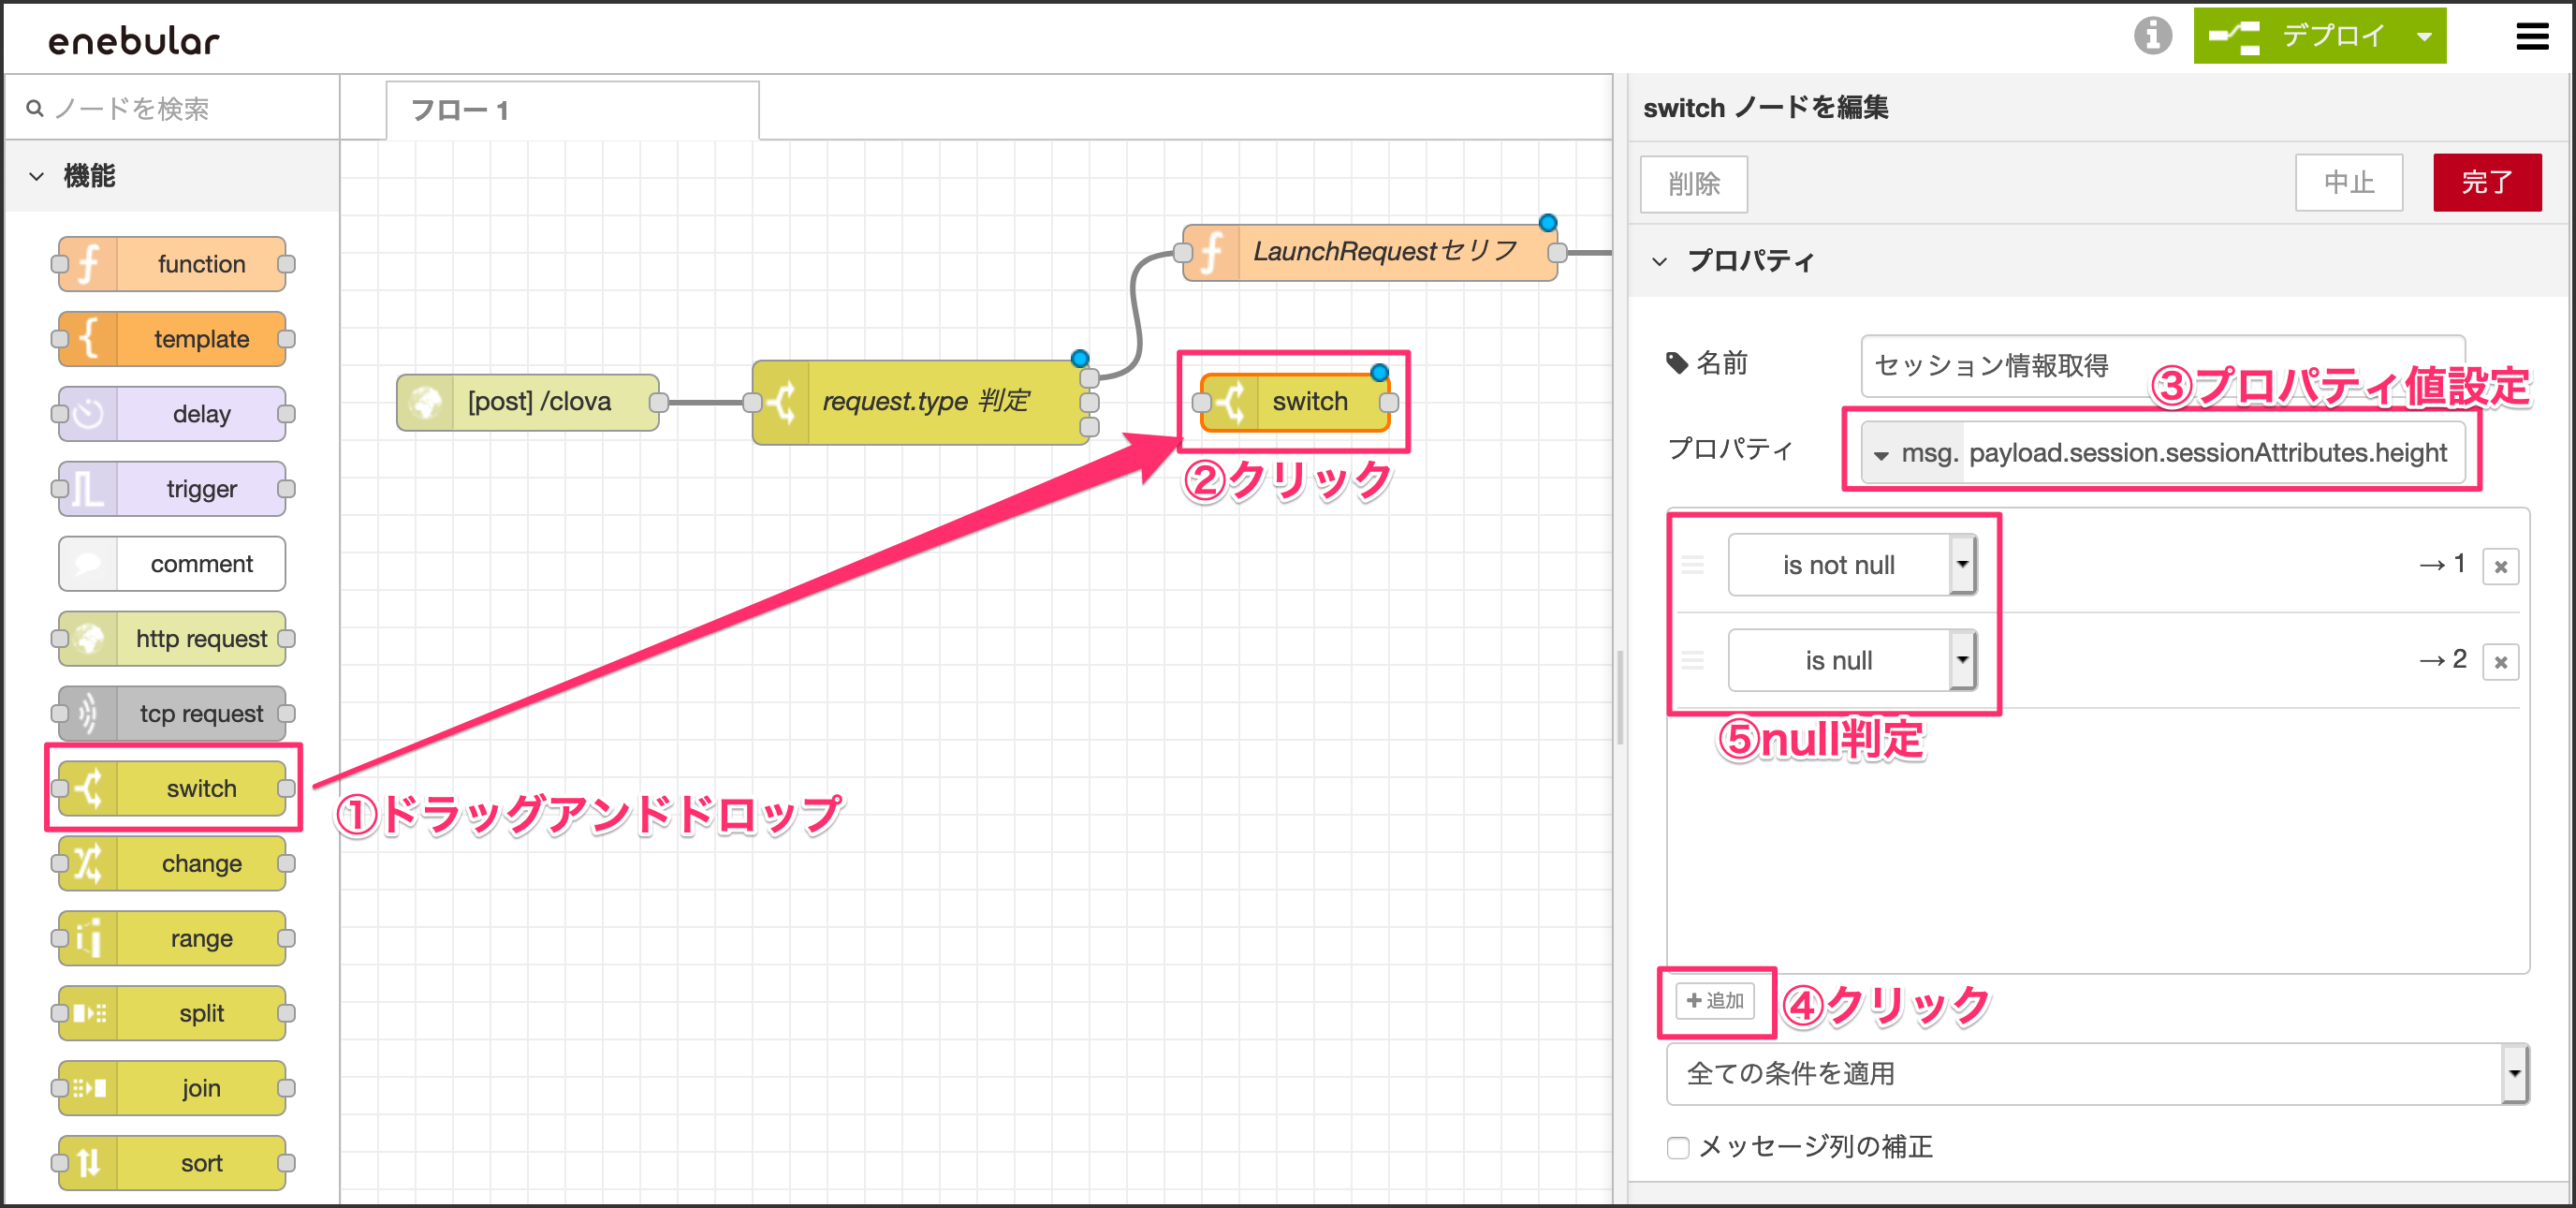 enebular
デプロイ
ノードを検索
機能
function
template
delay
trigger
comment
http request
tcp request
switch
change
range
split
join
sort
フロー 1
LaunchRequestセリフ
[post] /clova
request.type 判定
switch
②クリック
①ドラッグアンドドロップ
switch ノードを編集
削除
中止
完了
プロパティ
名前
セッション情報取得
③プロパティ値設定
プロパティ
msg. payload.session.sessionAttributes.height
is not null
→ 1
is null
→ 2
⑤null判定
+追加
④クリック
全ての条件を適用
メッセージ列の補正